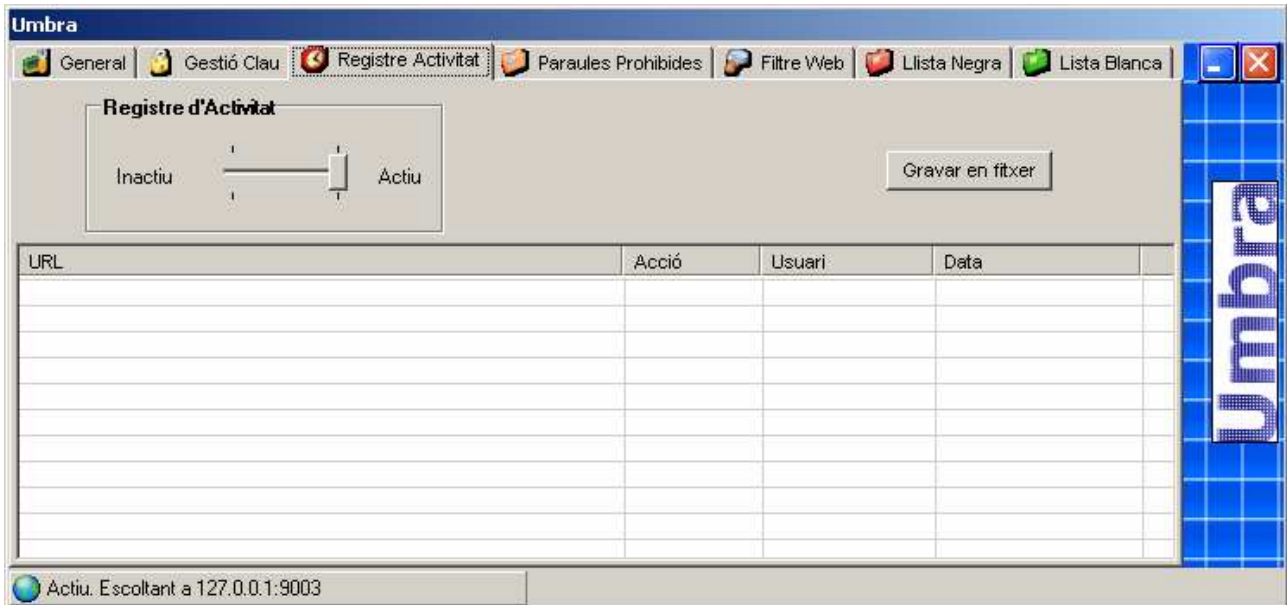 Umbra
General Gestió Clau Registre Activitat Paraules Prohibides Filtre Web Llista Negra Lista Blanca
Registre d'Activitat
Inactiu Actiu
Gravar en fitxer
URL Acció Usuari Data
Umbra
Actiu. Escoltant a 127.0.0.1:9003